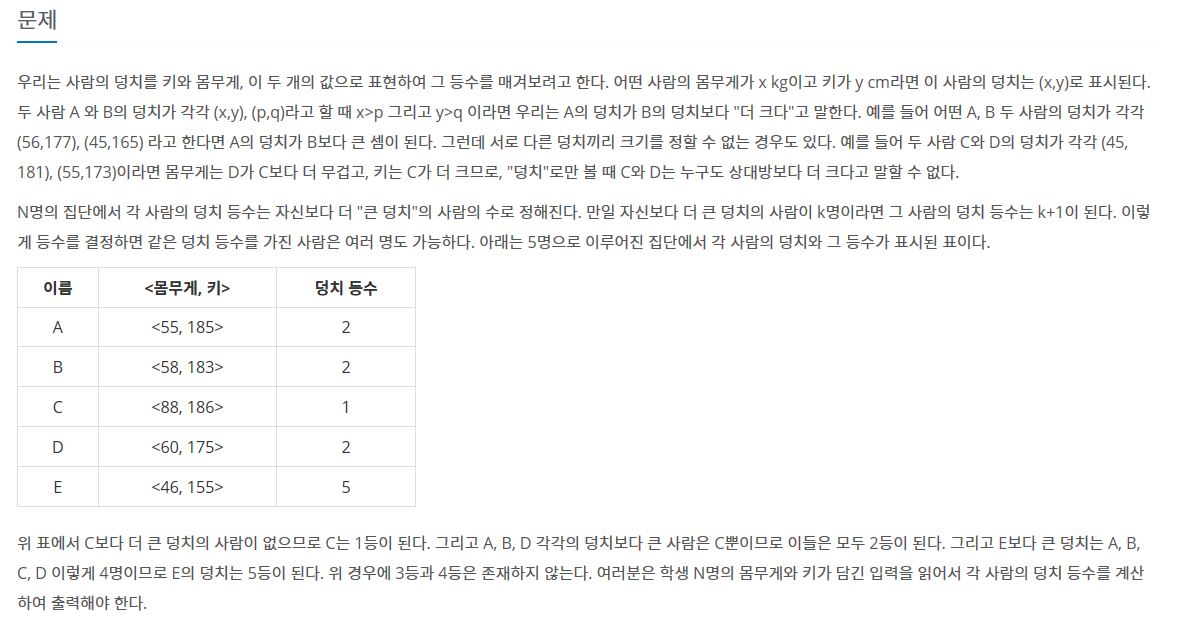 문제
우리는 사람의 덩치를 키와 몸무게, 이 두 개의 값으로 표현하여 그 등수를 매겨보려고 한다. 어떤 사람의 몸무게가 x kg이고 키가 y cm라면 이 사람의 덩치는 (x,y)로 표시된다.
두 사람 A 와 B의 덩치가 각각 (x,y), (p,q)라고 할 때 x>p 그리고 y>q 이라면 우리는 A의 덩치가 B의 덩치보다 "더 크다"고 말한다. 예를 들어 어떤 A, B 두 사람의 덩치가 각각
(56,177), (45,165) 라고 한다면 A의 덩치가 B보다 큰 셈이 된다. 그런데 서로 다른 덩치끼리 크기를 정할 수 없는 경우도 있다. 예를 들어 두 사람 C와 D의 덩치가 각각 (45,
181), (55,173)이라면 몸무게는 D가 C보다 더 무겁고, 키는 C가 더 크므로, "덩치"로만 볼 때 C와 D는 누구도 상대방보다 더 크다고 말할 수 없다.
N명의 집단에서 각 사람의 덩치 등수는 자신보다 더 "큰 덩치"의 사람의 수로 정해진다. 만일 자신보다 더 큰 덩치의 사람이 k명이라면 그 사람의 덩치 등수는 k+1이 된다. 이렇
게 등수를 결정하면 같은 덩치 등수를 가진 사람은 여러 명도 가능하다. 아래는 5명으로 이루어진 집단에서 각 사람의 덩치와 그 등수가 표시된 표이다.
이름 <몸무게, 키> 덩치 등수
A <55, 185> 2
B <58, 183> 2
C <88, 186> 1
D <60, 175> 2
E <46, 155> 5
위 표에서 C보다 더 큰 덩치의 사람이 없으므로 C는 1등이 된다. 그리고 A, B, D 각각의 덩치보다 큰 사람은 C뿐이므로 이들은 모두 2등이 된다. 그리고 E보다 큰 덩치는 A, B,
C, D 이렇게 4명이므로 E의 덩치는 5등이 된다. 위 경우에 3등과 4등은 존재하지 않는다. 여러분은 학생 N명의 몸무게와 키가 담긴 입력을 읽어서 각 사람의 덩치 등수를 계산
하여 출력해야 한다.